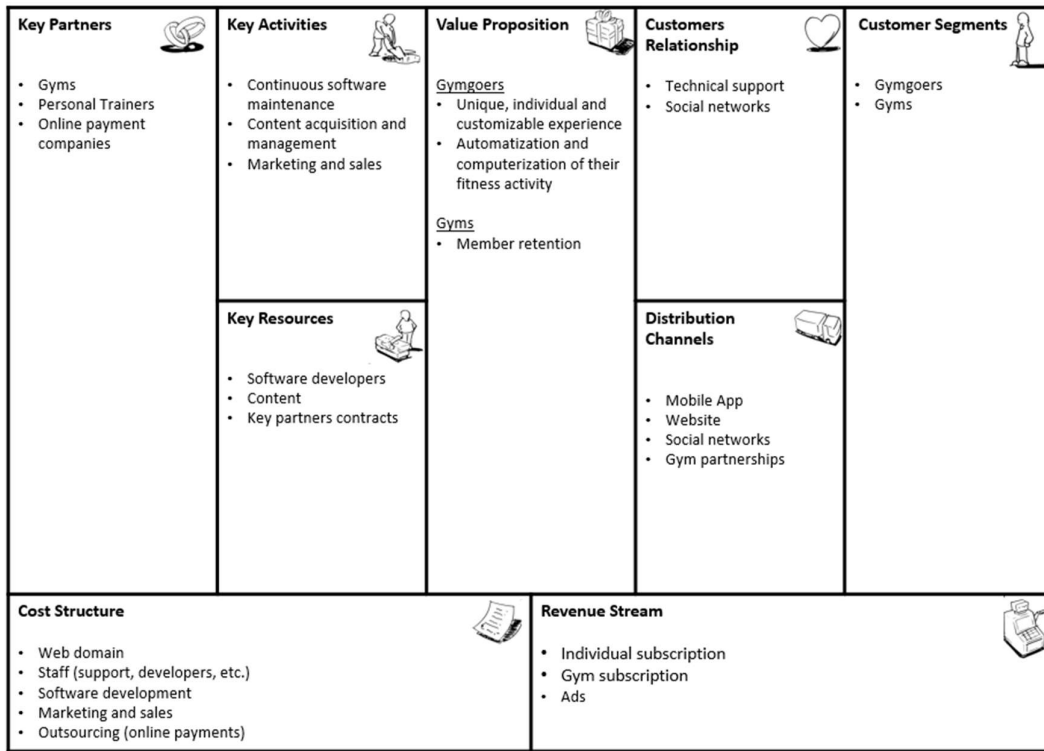 Key Partners
• Gyms
• Personal Trainers
• Online payment
companies
Key Activities
• Continuous software
maintenance
• Content acquisition and
management
• Marketing and sales
Key Resources
• Software developers
• Content
• Key partners contracts
Value Proposition
Gymgoers
• Unique, individual and
customizable experience
• Automatization and
computerization of their
fitness activity
Gyms
• Member retention
Customers
Relationship
• Technical support
• Social networks
Distribution
Channels
• Mobile App
• Website
• Social networks
• Gym partnerships
Customer Segments
• Gymgoers
• Gyms
Cost Structure
• Web domain
• Staff (support, developers, etc.)
• Software development
• Marketing and sales
• Outsourcing (online payments)
Revenue Stream
• Individual subscription
• Gym subscription
• Ads